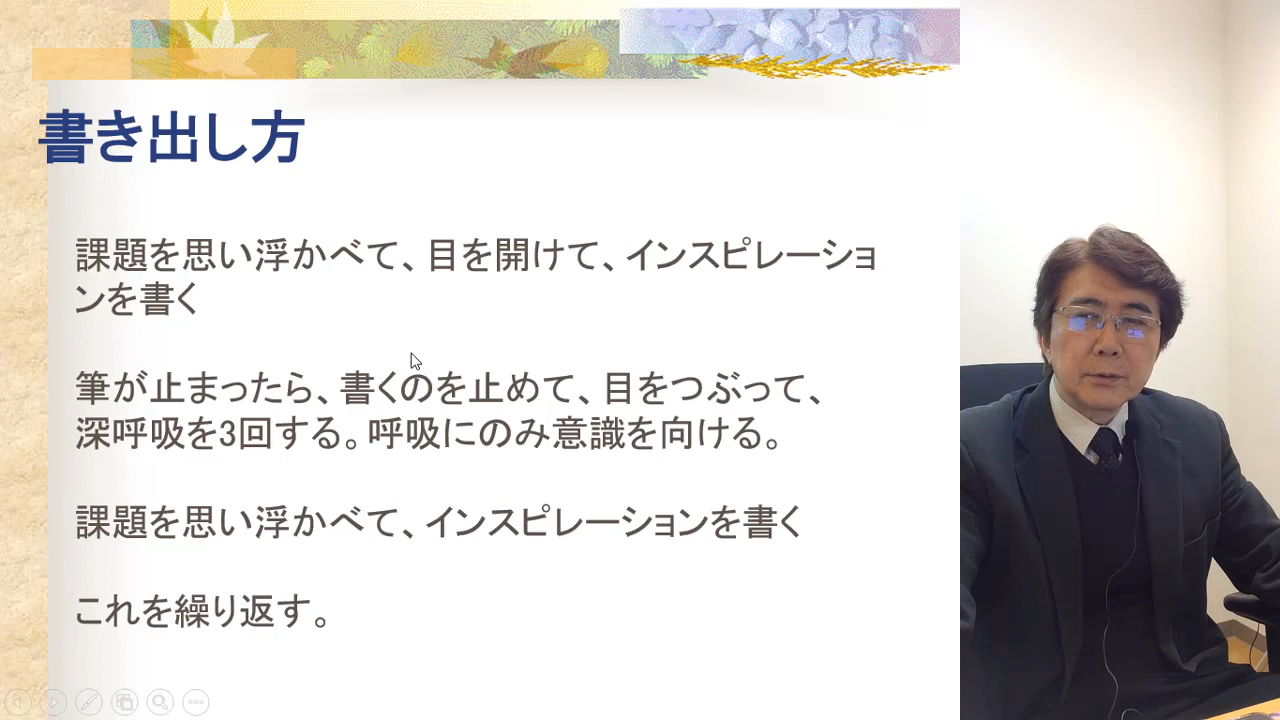 書き出し方
課題を思い浮かべて、目を開けて、インスピレーショ
ンを書く
筆が止まったら、書くのを止めて、目をつぶって、
深呼吸を3回する。呼吸にのみ意識を向ける。
課題を思い浮かべて、インスピレーションを書く
これを繰り返す。